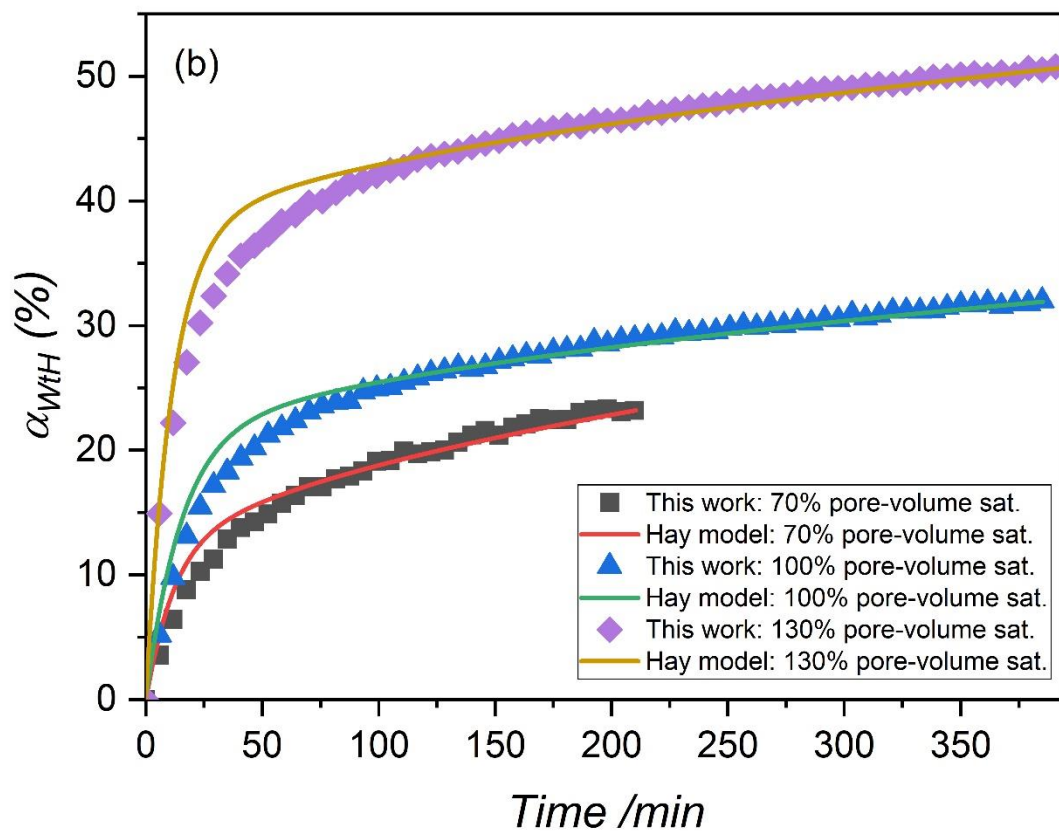 (b)
50
40
30
20
10
0
α_WtH (%)
This work: 70% pore-volume sat.
Hay model: 70% pore-volume sat.
This work: 100% pore-volume sat.
Hay model: 100% pore-volume sat.
This work: 130% pore-volume sat.
Hay model: 130% pore-volume sat.
0 50 100 150 200 250 300 350
Time /min